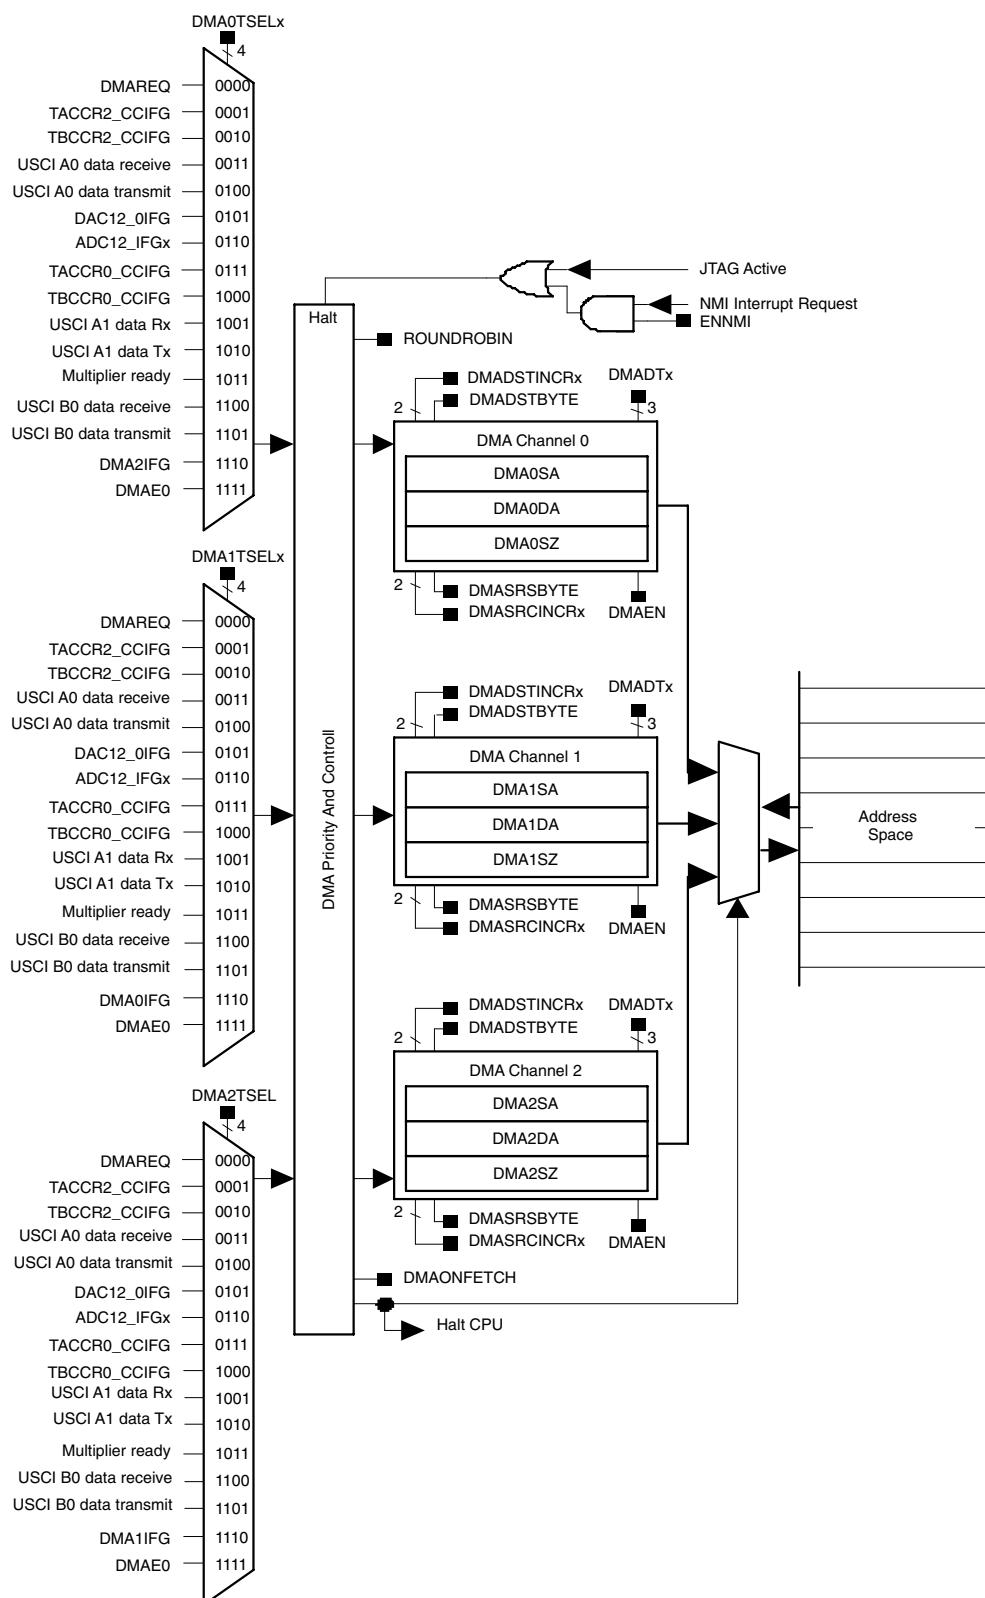 DMA0TSELx
4
DMAREQ 0000
TACCR2_CCIFG 0001
TBCCR2_CCIFG 0010
USCI A0 data receive 0011
USCI A0 data transmit 0100
DAC12_0IFG 0101
ADC12_IFGx 0110
TACCR0_CCIFG 0111
TBCCR0_CCIFG 1000
USCI A1 data Rx 1001
USCI A1 data Tx 1010
Multiplier ready 1011
USCI B0 data receive 1100
USCI B0 data transmit 1101
DMA2IFG 1110
DMAE0 1111
DMA1TSELx
4
DMAREQ 0000
TACCR2_CCIFG 0001
TBCCR2_CCIFG 0010
USCI A0 data receive 0011
USCI A0 data transmit 0100
DAC12_0IFG 0101
ADC12_IFGx 0110
TACCR0_CCIFG 0111
TBCCR0_CCIFG 1000
USCI A1 data Rx 1001
USCI A1 data Tx 1010
Multiplier ready 1011
USCI B0 data receive 1100
USCI B0 data transmit 1101
DMA0IFG 1110
DMAE0 1111
DMA2TSEL
4
DMAREQ 0000
TACCR2_CCIFG 0001
TBCCR2_CCIFG 0010
USCI A0 data receive 0011
USCI A0 data transmit 0100
DAC12_0IFG 0101
ADC12_IFGx 0110
TACCR0_CCIFG 0111
TBCCR0_CCIFG 1000
USCI A1 data Rx 1001
USCI A1 data Tx 1010
Multiplier ready 1011
USCI B0 data receive 1100
USCI B0 data transmit 1101
DMA1IFG 1110
DMAE0 1111
Halt
DMA Priority And Controll
JTAG Active
NMI Interrupt Request
ENNMI
ROUNDROBIN
DMADSTINCRx
DMADTx
2
DMADSTBYTE
3
DMA Channel 0
DMA0SA
DMA0DA
DMA0SZ
2
DMASRSBYTE
DMASRCINCRx
DMAEN
DMADSTINCRx
DMADTx
2
DMADSTBYTE
3
DMA Channel 1
DMA1SA
DMA1DA
DMA1SZ
2
DMASRSBYTE
DMASRCINCRx
DMAEN
DMADSTINCRx
DMADTx
2
DMADSTBYTE
3
DMA Channel 2
DMA2SA
DMA2DA
DMA2SZ
2
DMASRSBYTE
DMASRCINCRx
DMAEN
DMAONFETCH
Halt CPU
Address
Space